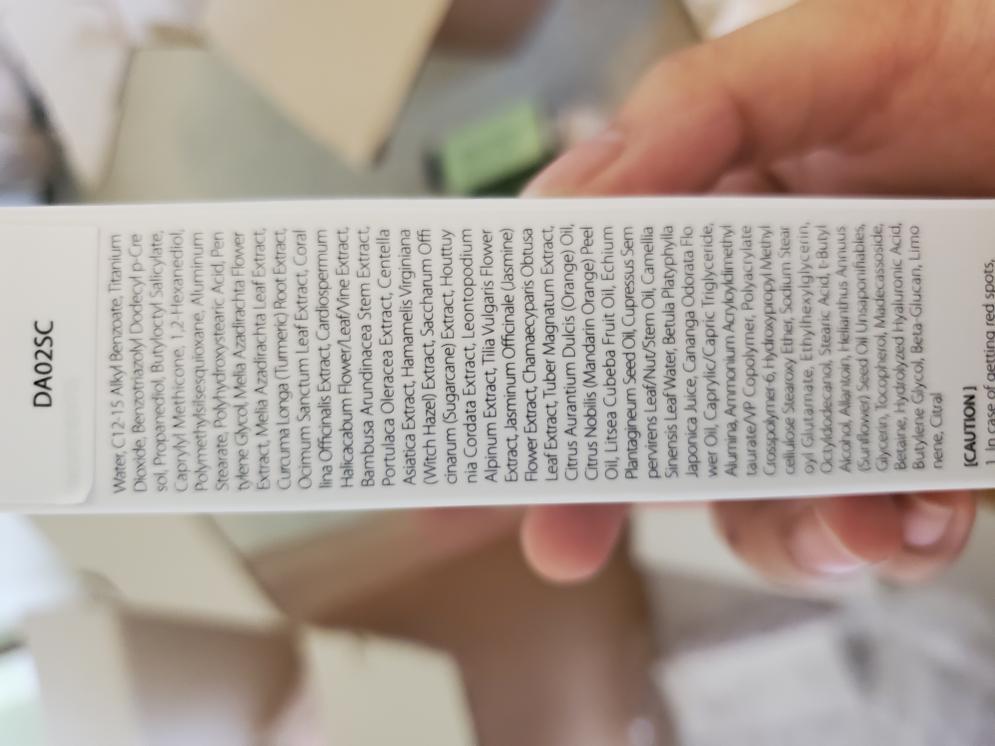 DA02SC
Water, C12-15 Alkyl Benzoate, Titanium
Dioxide, Benzotriazolyl Dodecyl p-Cre
sol, Propanediol, Butyloctyl Salicylate,
Caprylyl Methicone, 1,2-Hexanediol,
Polymethylsilsesquioxane, Aluminum
Stearate, Polyhydroxystearic Acid, Pen
tylene Glycol, Melia Azadirachta Flower
Extract, Melia Azadirachta Leaf Extract,
Curcuma Longa (Turmeric) Root Extract,
Ocimum Sanctum Leaf Extract, Coral
lina Officinalis Extract, Cardiospermum
Halicacabum Flower/Leaf/Vine Extract,
Bambusa Arundinacea Stem Extract,
Portulaca Oleracea Extract, Centella
Asiatica Extract, Hamamelis Virginiana
(Witch Hazel) Extract, Saccharum Offi
cinarum (Sugarcane) Extract, Houttuy
nia Cordata Extract, Leontopodium
Alpinum Extract, Tilia Vulgaris Flower
Extract, Jasminum Officinale (Jasmine)
Flower Extract, Chamaecyparis Obtusa
Leaf Extract, Tuber Magnatum Extract,
Citrus Aurantium Dulcis (Orange) Oil,
Citrus Nobilis (Mandarin Orange) Peel
Oil, Litsea Cubeba Fruit Oil, Echium
Plantagineum Seed Oil, Cupressus Sem
pervirens Leaf/Nut/Stem Oil, Camellia
Sinensis Leaf Water, Betula Platyphylla
Japonica Juice, Cananga Odorata Flo
wer Oil, Caprylic/Capric Triglyceride,
Alumina, Ammonium Acryloyldimethyl
taurate/VP Copolymer, Polyacrylate
Crosspolymer-6, Hydroxypropyl Methyl
cellulose Stearoxy Ether, Sodium Stear
oyl Glutamate, Ethylhexylglycerin,
Octyldodecanol, Stearic Acid, t-Butyl
Alcohol, Allantoin, Helianthus Annuus
(Sunflower) Seed Oil Unsaponifiables,
Glycerin, Tocopherol, Madecassoside,
Betaine, Hydrolyzed Hyaluronic Acid,
Butylene Glycol, Beta-Glucan, Limo
nene, Citral
[CAUTION]
1. In case of getting red spots,